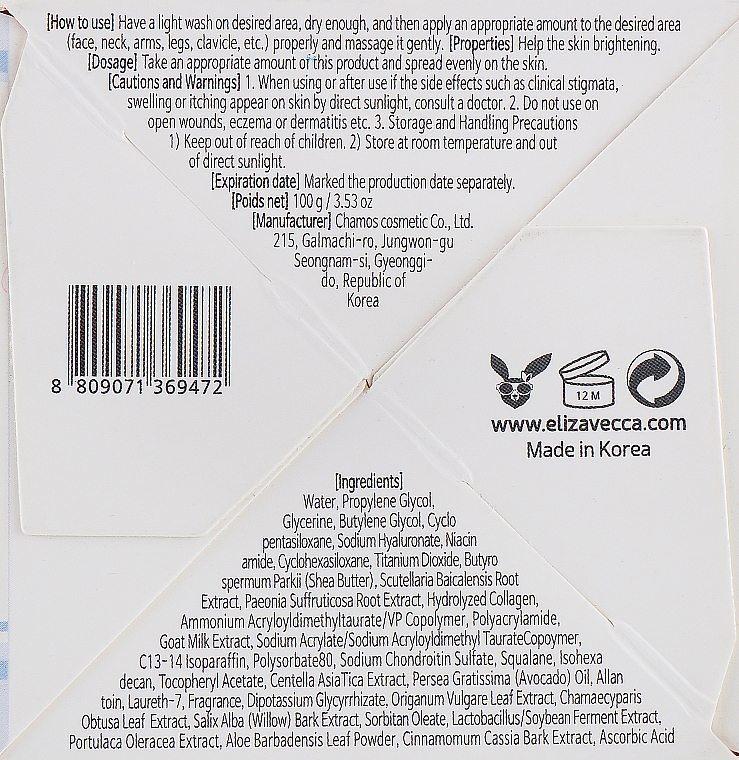 [How to use] Have a light wash on desired area, dry enough, and then apply an appropriate amount to the desired area
(face, neck, arms, legs, clavicle, etc.) properly and massage it gently. [Properties] Help the skin brightening.
[Dosage] Take an appropriate amount of this product and spread evenly on the skin.
[Cautions and Warnings] 1. When using or after use if the side effects such as clinical stigmata,
swelling or itching appear on skin by direct sunlight, consult a doctor. 2. Do not use on
open wounds, eczema or dermatitis etc. 3. Storage and Handling Precautions
1) Keep out of reach of children. 2) Store at room temperature and out
of direct sunlight.
[Expiration date] Marked the production date separately.
[Poids net] 100 g / 3.53 oz
[Manufacturer] Chamos cosmetic Co., Ltd.
215, Galmachi-ro, Jungwon-gu
Seongnam-si, Gyeonggi-
do, Republic of
Korea
8 809071 369472
12 M
www.elizavecca.com
Made in Korea
[Ingredients]
Water, Propylene Glycol,
Glycerine, Butylene Glycol, Cyclo
pentasiloxane, Sodium Hyaluronate, Niacin
amide, Cyclohexasiloxane, Titanium Dioxide, Butyro
spermum Parkii (Shea Butter), Scutellaria Baicalensis Root
Extract, Paeonia Suffruticosa Root Extract, Hydrolyzed Collagen,
Ammonium Acryloyldimethyltaurate/VP Copolymer, Polyacrylamide,
Goat Milk Extract, Sodium Acrylate/Sodium Acryloyldimethyl TaurateCopoymer,
C13-14 Isoparaffin, Polysorbate80, Sodium Chondroitin Sulfate, Squalane, Isohexa
decan, Tocopheryl Acetate, Centella AsiaTica Extract, Persea Gratissima (Avocado) Oil, Allan
toin, Laureth-7, Fragrance, Dipotassium Glycyrrhizate, Origanum Vulgare Leaf Extract, Chamaecyparis
Obtusa Leaf Extract, Salix Alba (Willow) Bark Extract, Sorbitan Oleate, Lactobacillus/Soybean Ferment Extract,
Portulaca Oleracea Extract, Aloe Barbadensis Leaf Powder, Cinnamomum Cassia Bark Extract, Ascorbic Acid